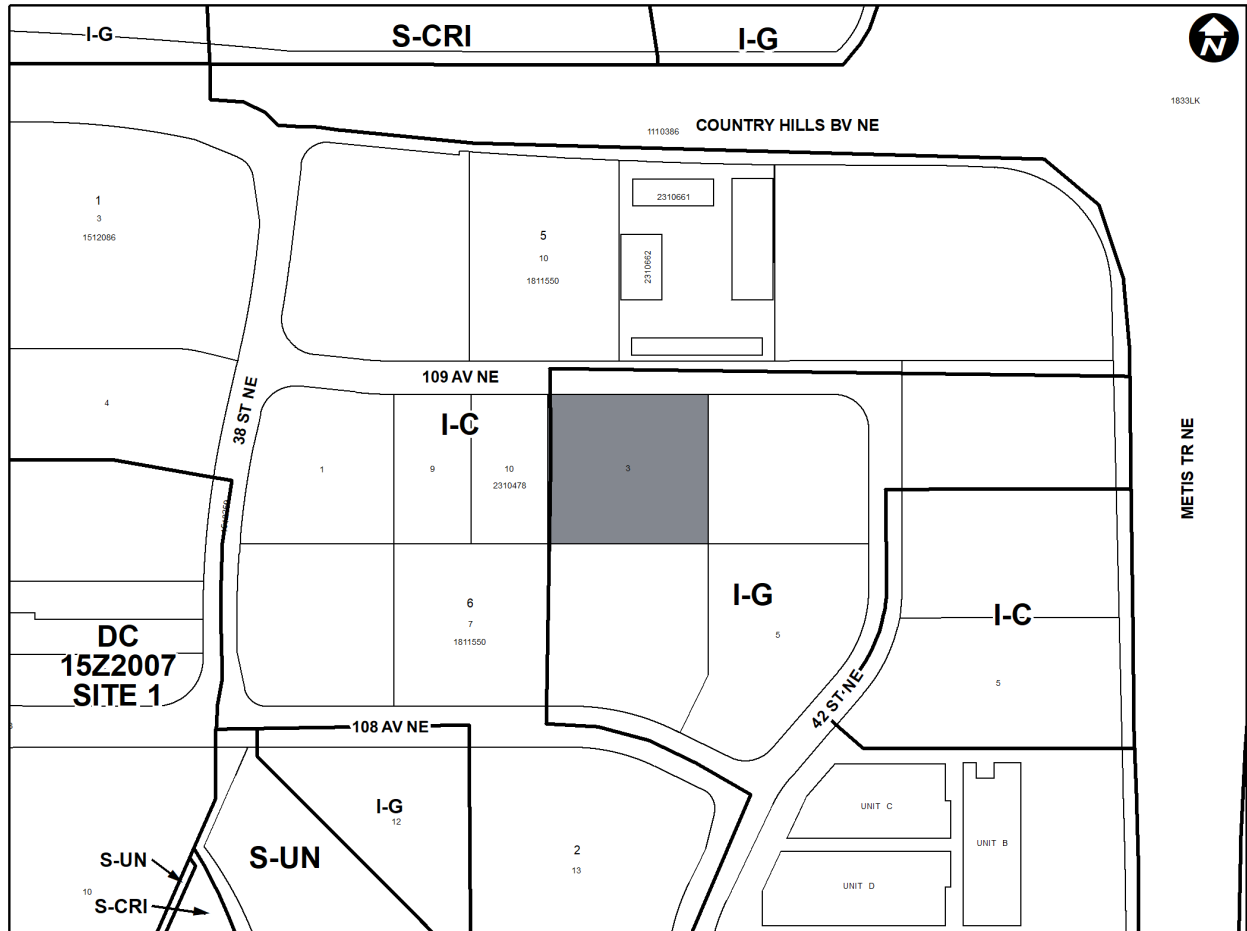 I-G
S-CRI
I-G
N
1833LK
1110386
COUNTRY HILLS BV NE
1
3
1512086
2310661
5
10
1811550
2310662
109 AV NE
4
38 ST NE
I-C
1
9
10
2310478
3
METIS TR NE
6
7
1811550
I-G
5
I-C
5
DC
15Z2007
SITE 1
42 ST NE
108 AV NE
I-G
12
S-UN
S-UN
10
S-CRI
2
13
UNIT C
UNIT B
UNIT D